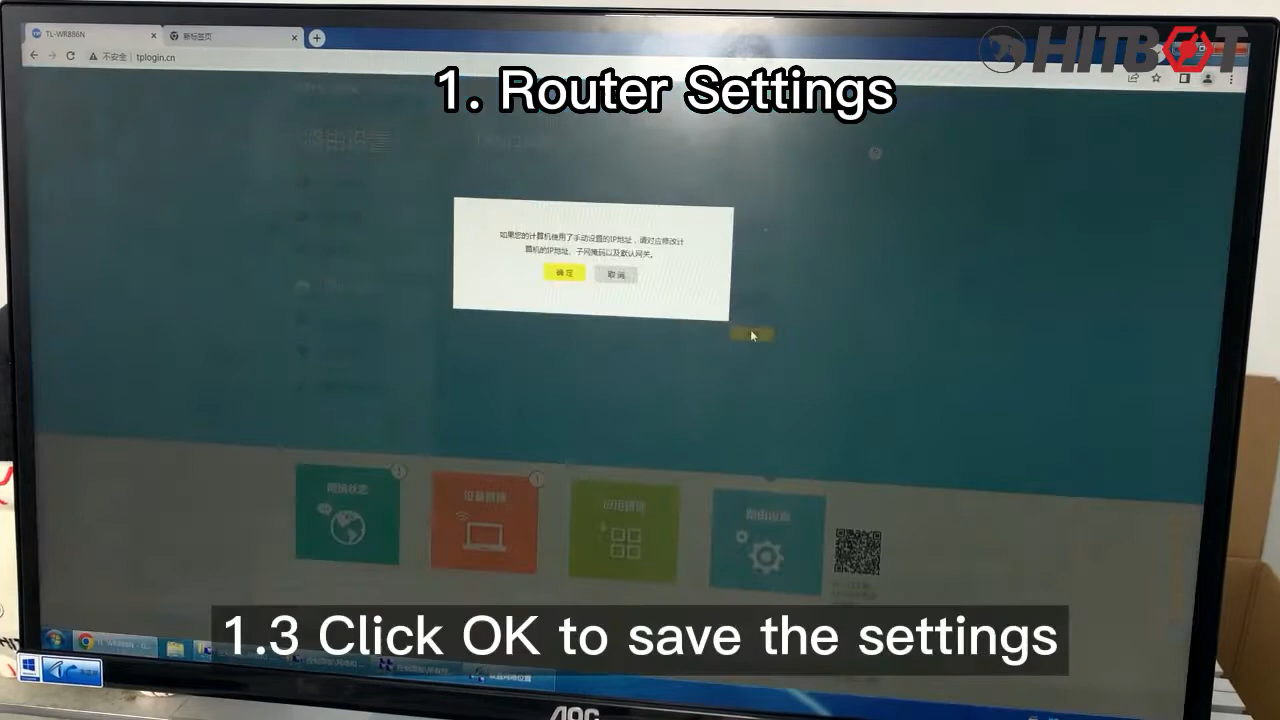 TL-WR886N
新标签页
不安全 | tplogin.cn
HITBOT
1. Router Settings
路由设置
如果您的计算机使用了手动设置的IP地址，请对应修改计
算机的IP地址、子网掩码以及默认网关。
确定
取消
网络状态
设备管理
应用管理
路由设置
1.3 Click OK to save the settings
AOC